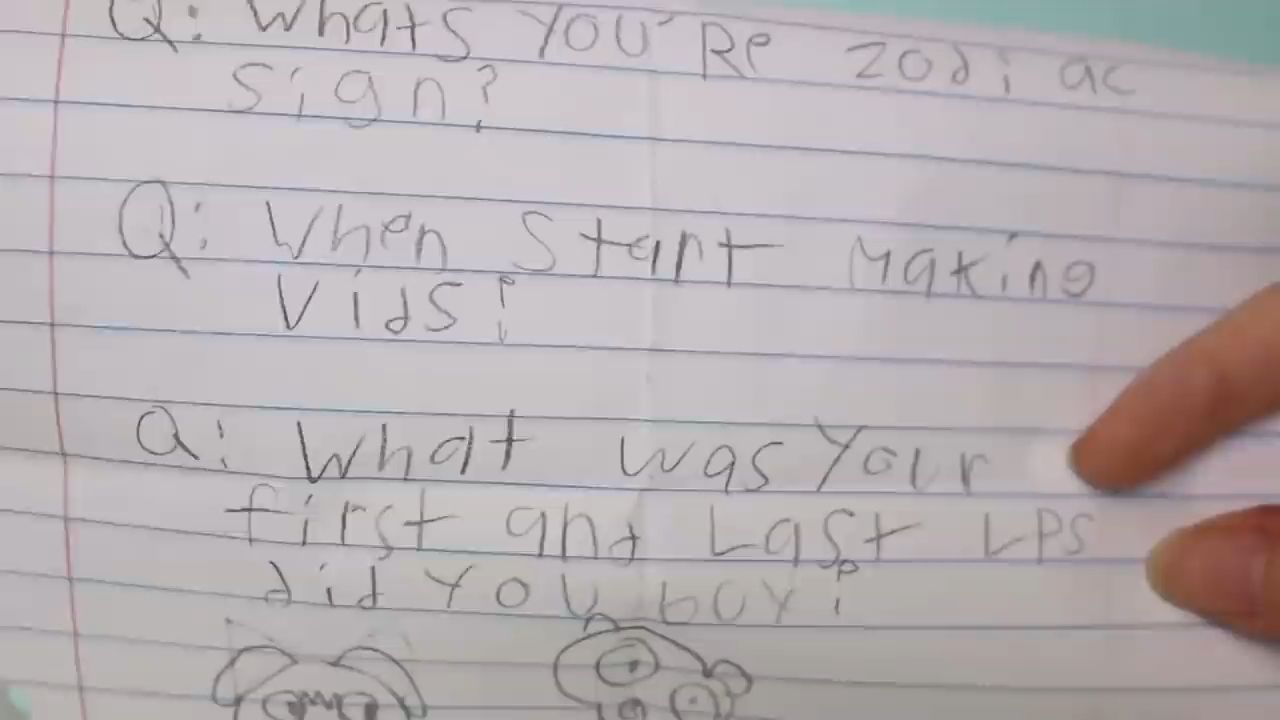 Q: Whats YOU'Re zodiac
sign?
Q: When Start Making
Vids?
Q: What was Your
first and Last LPS
did You buy?